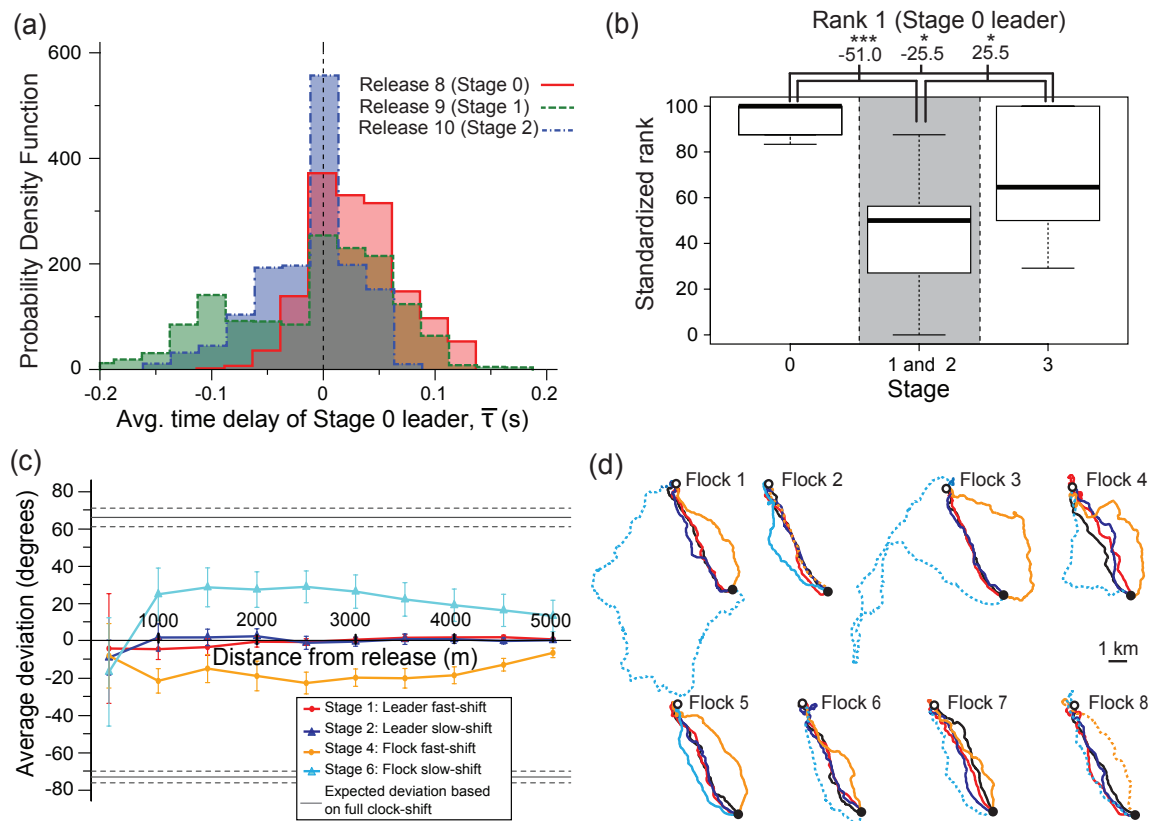 (a)
600
400
200
0
Probability Density Function
Release 8 (Stage 0)
Release 9 (Stage 1)
Release 10 (Stage 2)
-0.2 -0.1 0 0.1 0.2
Avg. time delay of Stage 0 leader, τ̅ (s)
(b)
Rank 1 (Stage 0 leader)
*** * *
-51.0 -25.5 25.5
100
80
60
40
20
0
Standardized rank
0 1 and 2 3
Stage
(c)
80
60
40
20
0
-20
-40
-60
-80
Average deviation (degrees)
1000 2000 3000 4000 5000
Distance from release (m)
Stage 1: Leader fast-shift
Stage 2: Leader slow-shift
Stage 4: Flock fast-shift
Stage 6: Flock slow-shift
Expected deviation based
on full clock-shift
(d)
Flock 1 Flock 2 Flock 3 Flock 4
1 km
Flock 5 Flock 6 Flock 7 Flock 8